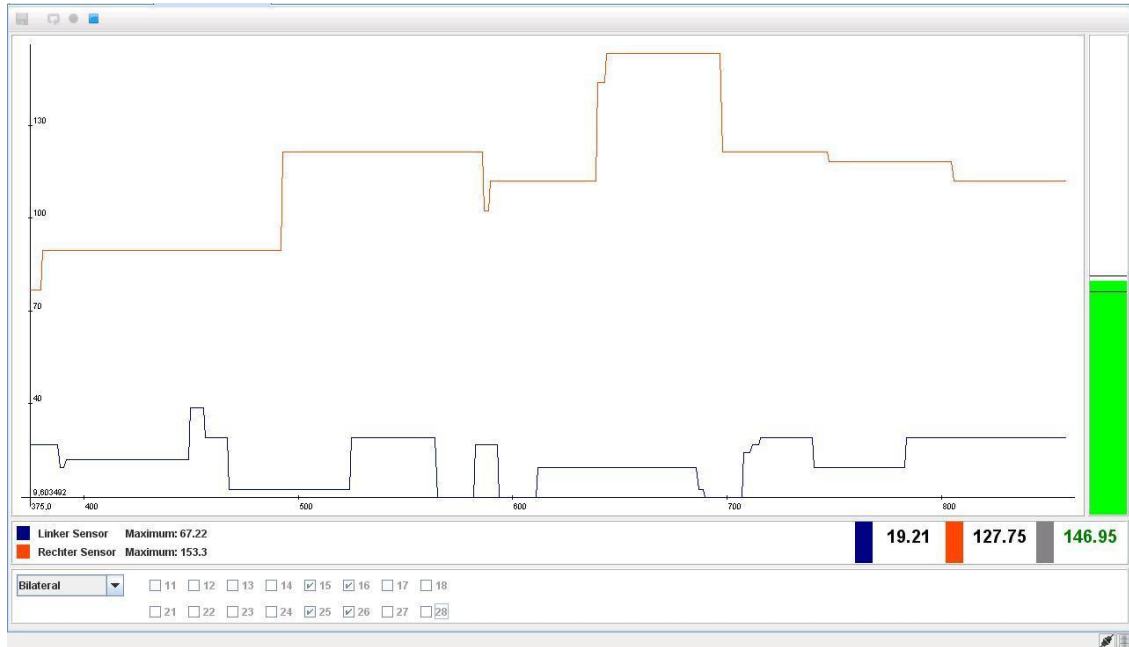 130
100
70
40
9,603492
375,0 400 500 600 700 800
Linker Sensor Maximum: 67.22
Rechter Sensor Maximum: 153.3
19.21 127.75 146.95
Bilateral
11 12 13 14 15 16 17 18
21 22 23 24 25 26 27 28